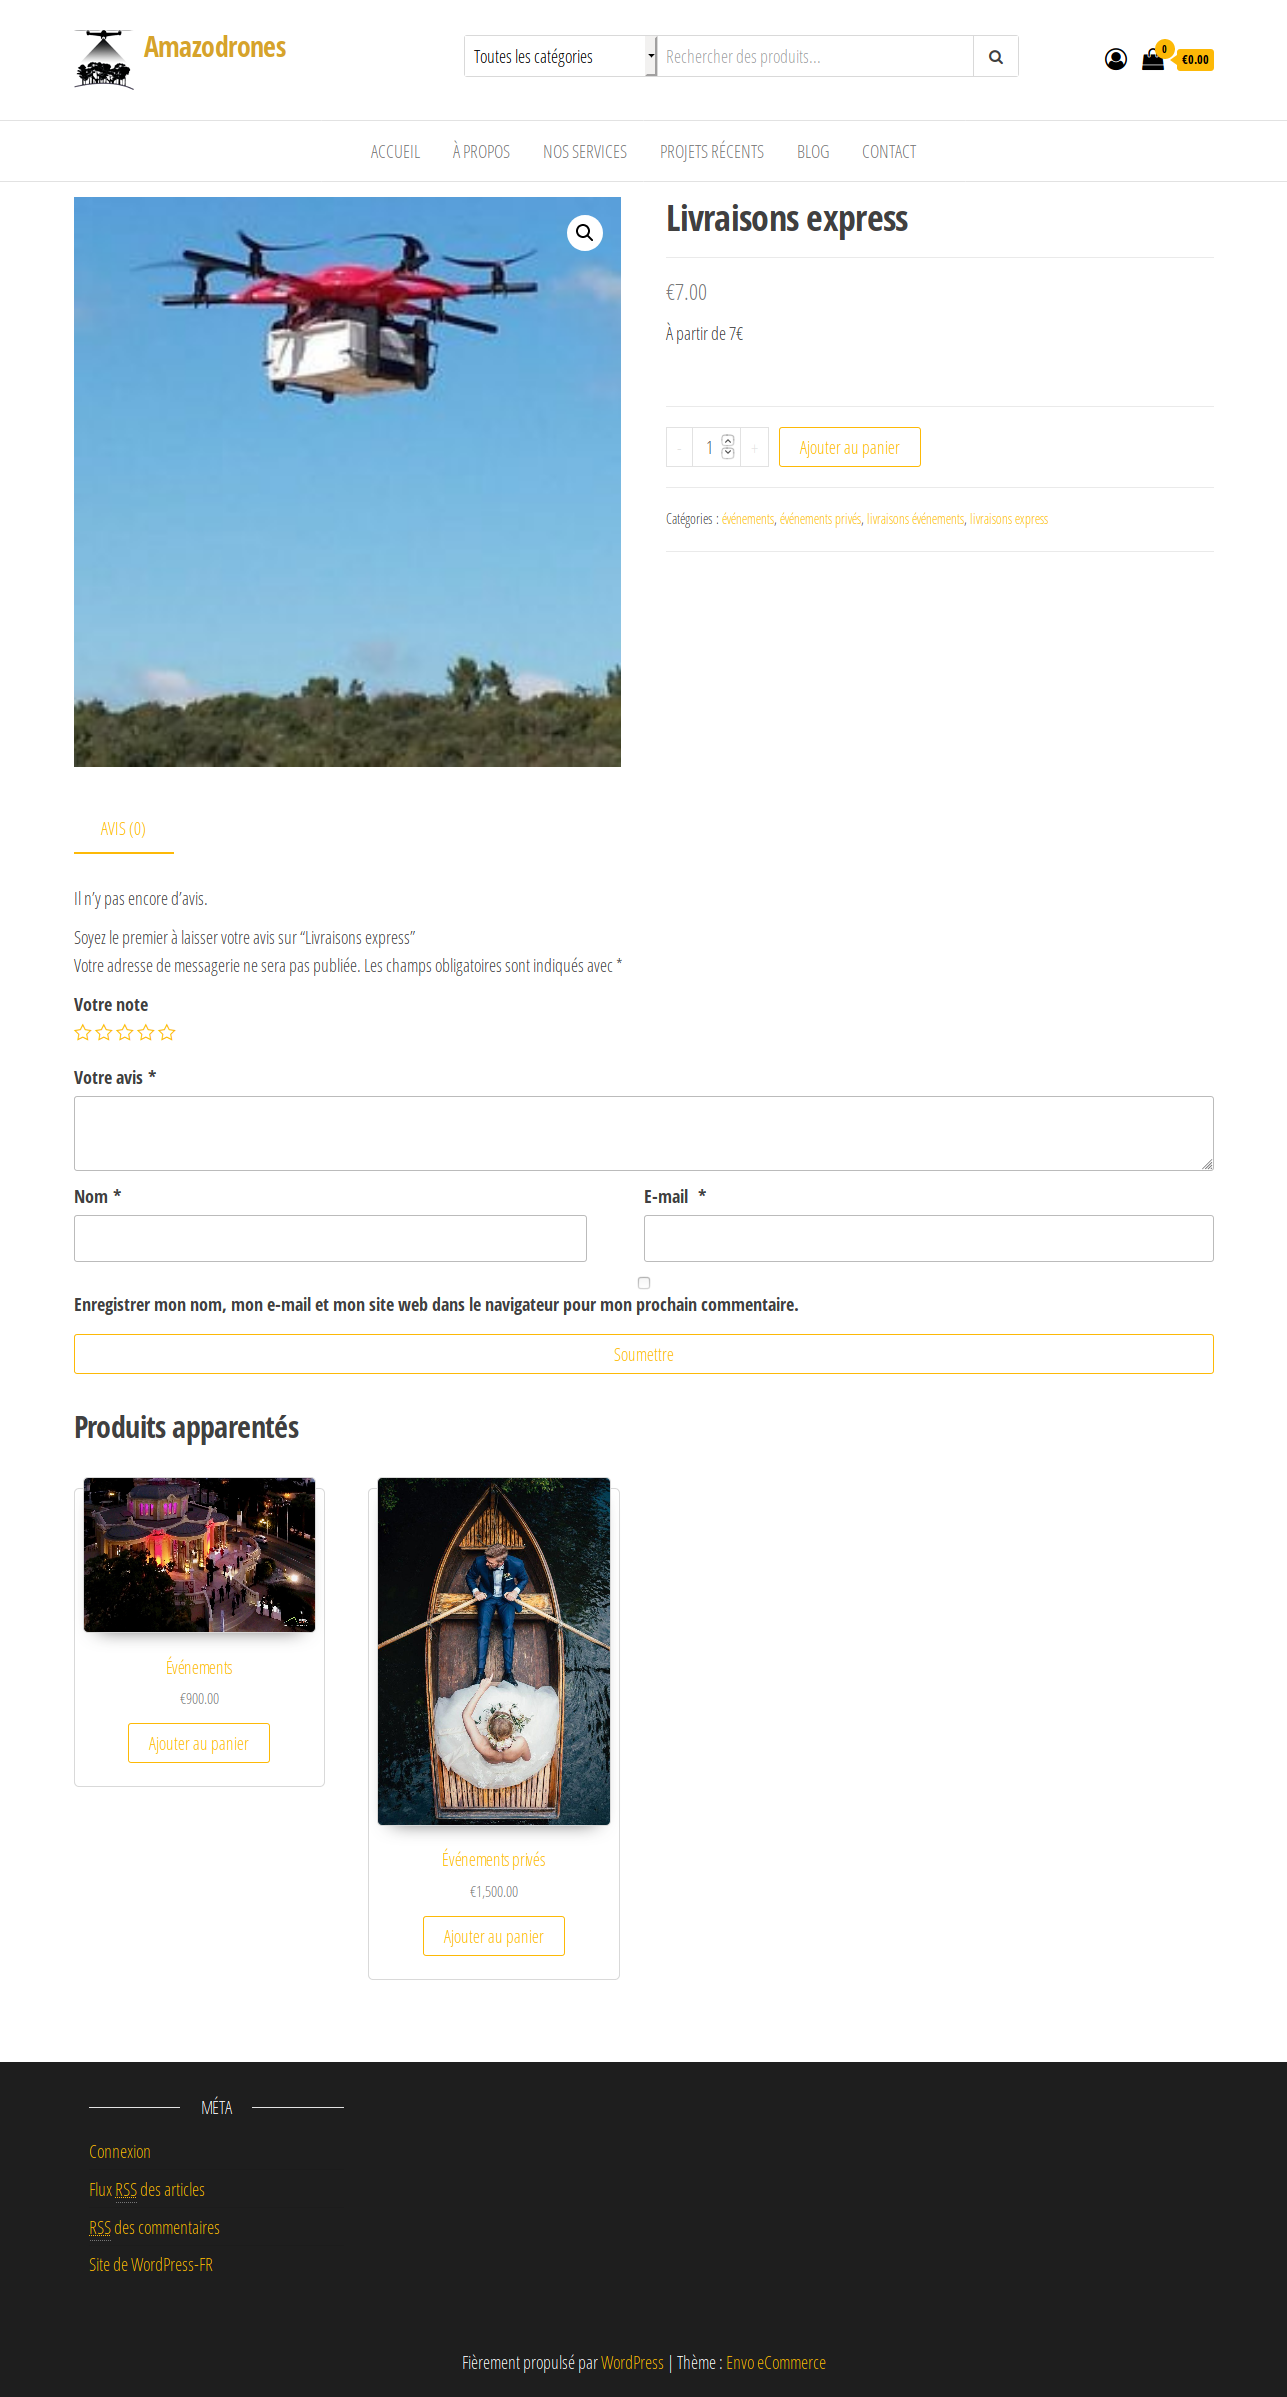 Amazodrones
Toutes les catégories
Rechercher des produits...
0
€0.00
ACCUEIL
À PROPOS
NOS SERVICES
PROJETS RÉCENTS
BLOG
CONTACT
Livraisons express
€7.00
À partir de 7€
- 1 +
Ajouter au panier
Catégories : événements, événements privés, livraisons événements, livraisons express
AVIS (0)
Il n’y pas encore d’avis.
Soyez le premier à laisser votre avis sur “Livraisons express”
Votre adresse de messagerie ne sera pas publiée. Les champs obligatoires sont indiqués avec *
Votre note
Votre avis *
Nom *
E-mail *
Enregistrer mon nom, mon e-mail et mon site web dans le navigateur pour mon prochain commentaire.
Soumettre
Produits apparentés
Événements
€900.00
Ajouter au panier
Événements privés
€1,500.00
Ajouter au panier
MÉTA
Connexion
Flux RSS des articles
RSS des commentaires
Site de WordPress-FR
Fièrement propulsé par WordPress | Thème : Envo eCommerce